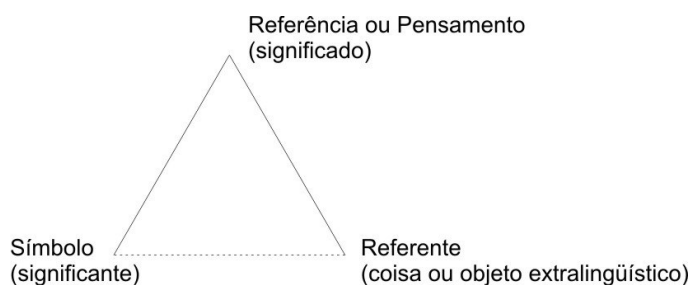 Referência ou Pensamento
(significado)
Símbolo
(significante)
Referente
(coisa ou objeto extralingüístico)